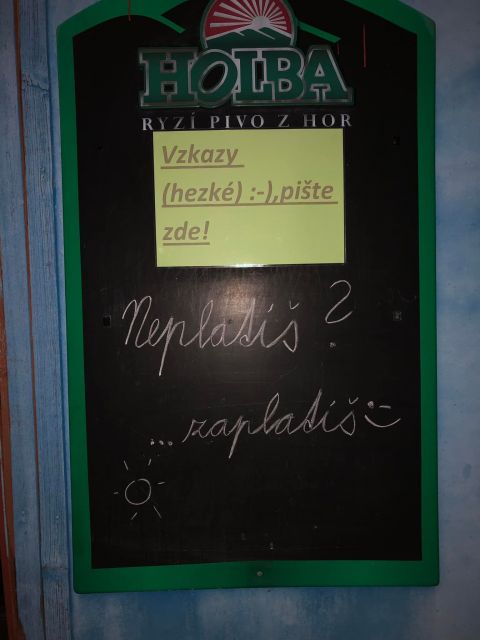 HOLBA
RYZÍ PIVO Z HOR
Vzkazy
(hezké) :-),pište
zde!
Neplatíš ?
... zaplatíš :-)